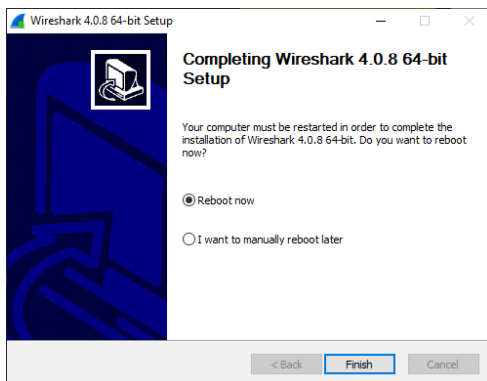 Wireshark 4.0.8 64-bit Setup
Completing Wireshark 4.0.8 64-bit
Setup
Your computer must be restarted in order to complete the
installation of Wireshark 4.0.8 64-bit. Do you want to reboot
now?
Reboot now
I want to manually reboot later
< Back Finish Cancel